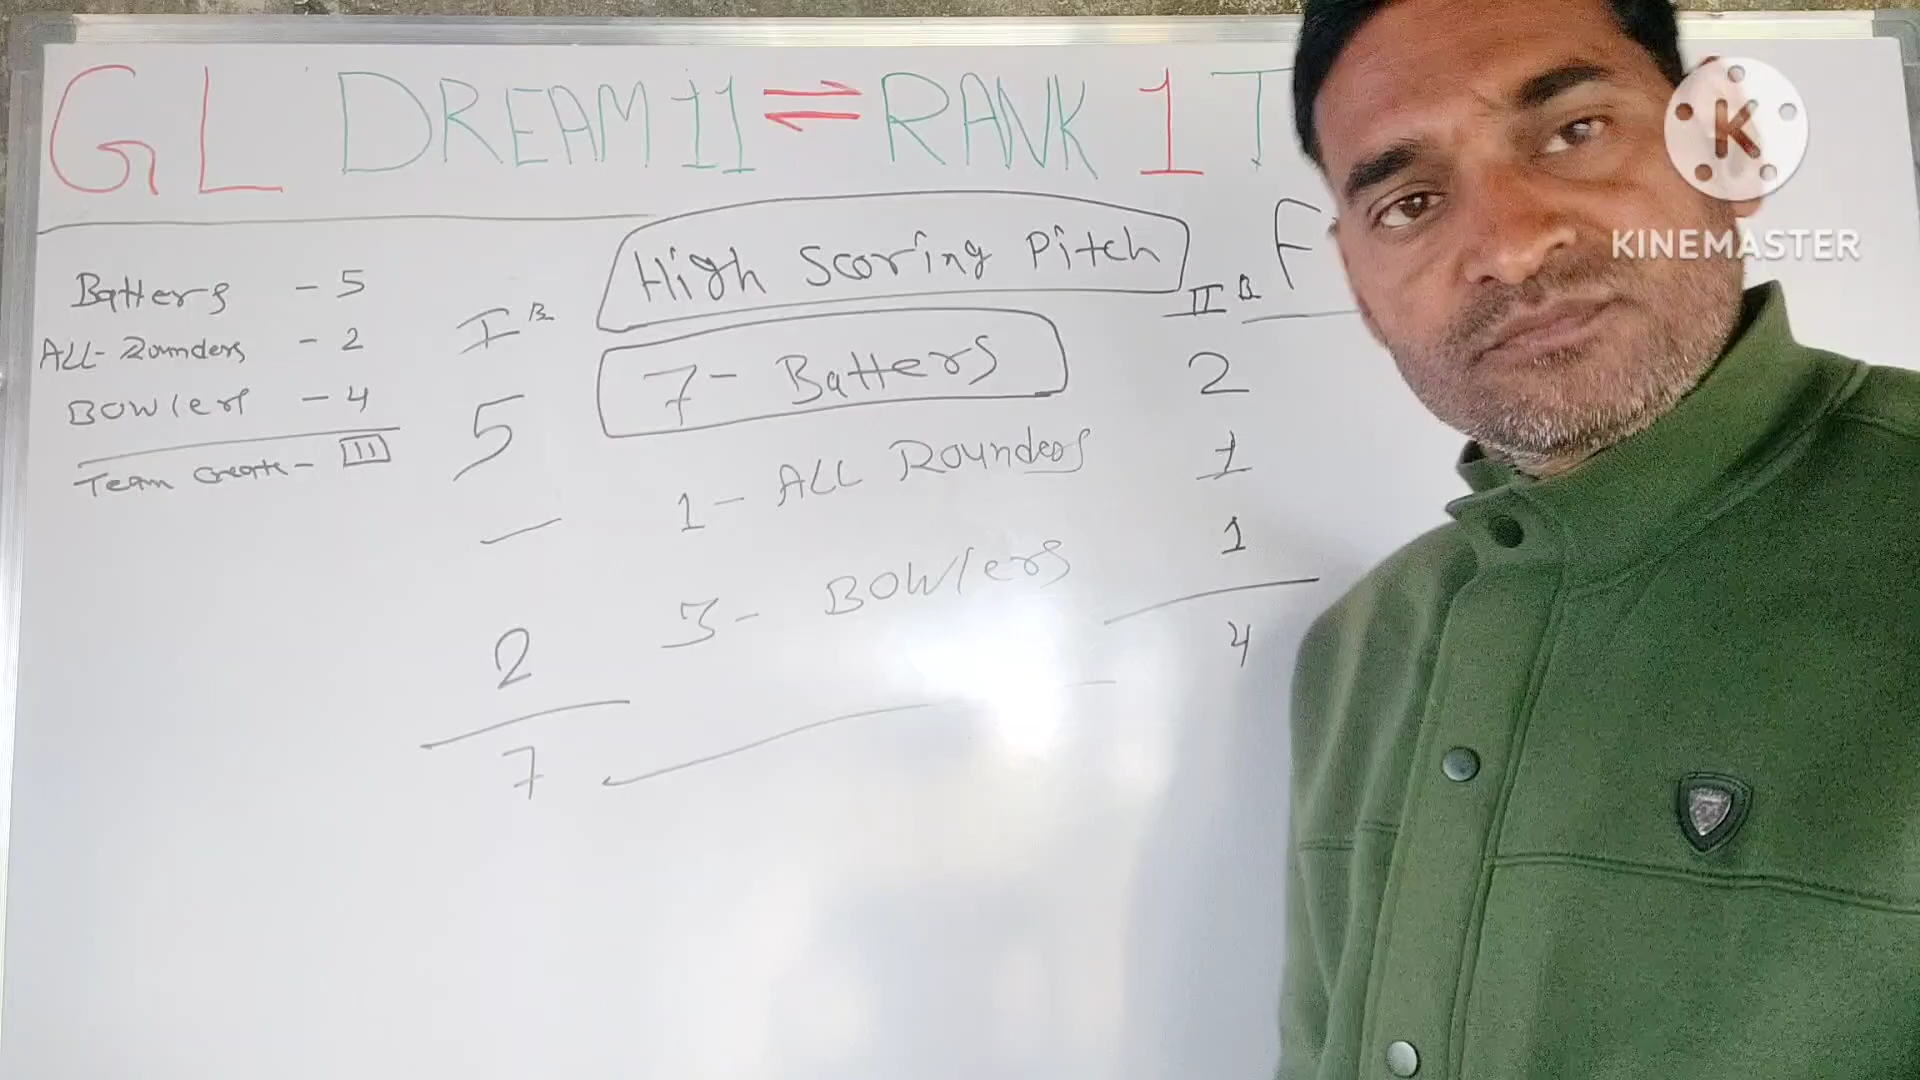 GL DREAM 11 ⇌ RANK 1 T
High Scoring Pitch
Batters - 5
ALL-Rounders - 2
BOWlers - 4
Team Create - 11
I B
5
—
2
7
7 - Batters
1 - ALL Rounders
3 - BOWlers
II B
2
1
1
4
F
K
KINEMASTER